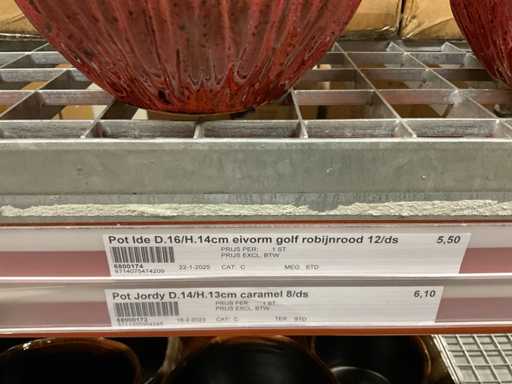 Pot Ide D.16/H.14cm eivorm golf robijnrood 12/ds 5,50
PRIJS PER: 1 ST
PRIJS EXCL. BTW
6800174
9714075474209 22-1-2025 CAT: C MEG STD
Pot Jordy D.14/H.13cm caramel 8/ds 6,10
PRIJS PER: 1 ST
PRIJS EXCL. BTW
CAT: C STD